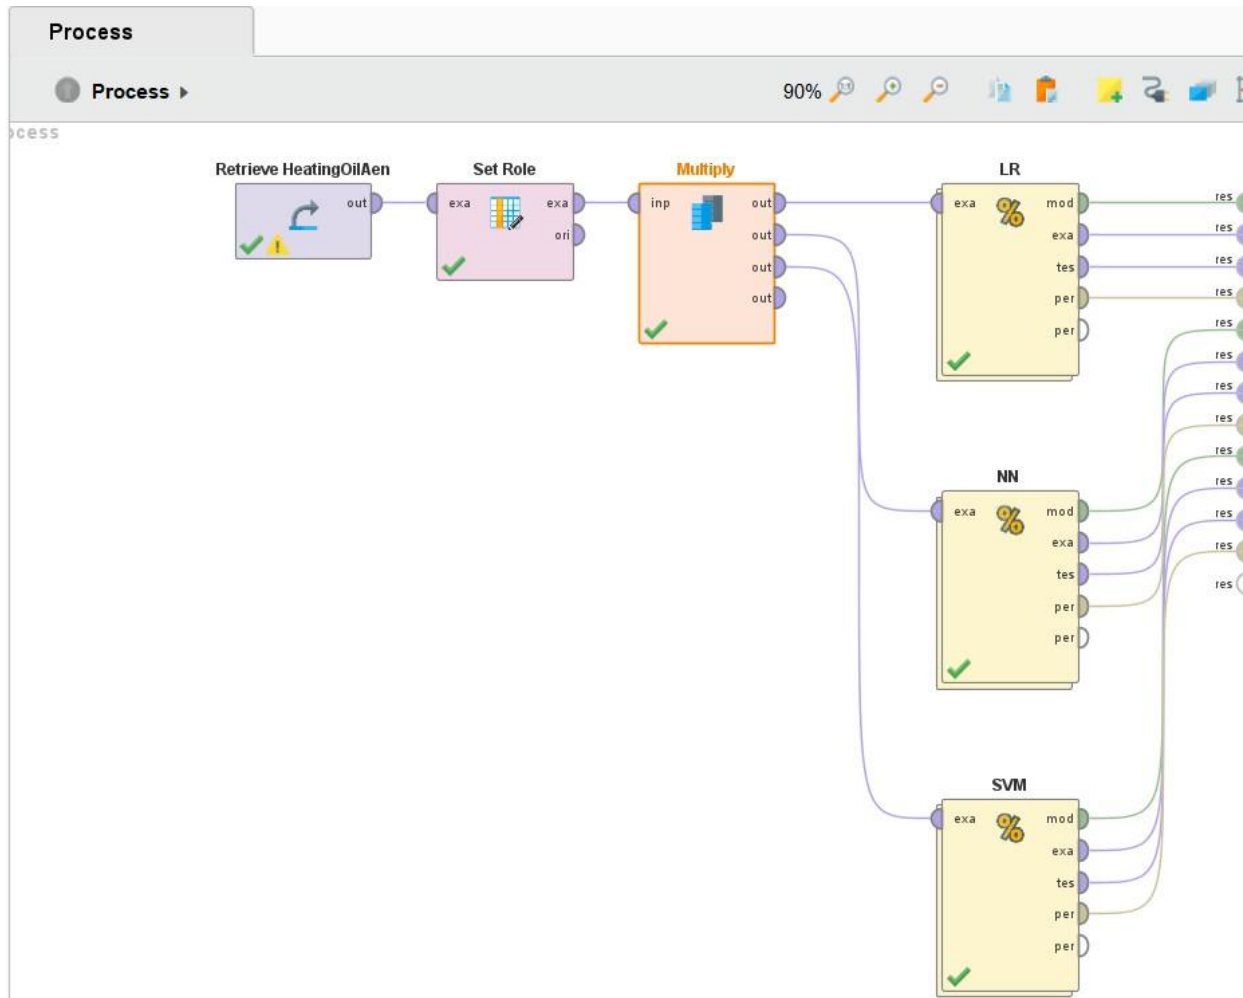 Process
Process
90%
ocess
Retrieve HeatingOilAen
Set Role
Multiply
LR
out
exa
exa
ori
inp
out
out
out
out
exa
mod
exa
tes
per
per
res
res
res
res
res
res
res
res
res
res
res
res
res
NN
exa
mod
exa
tes
per
per
SVM
exa
mod
exa
tes
per
per